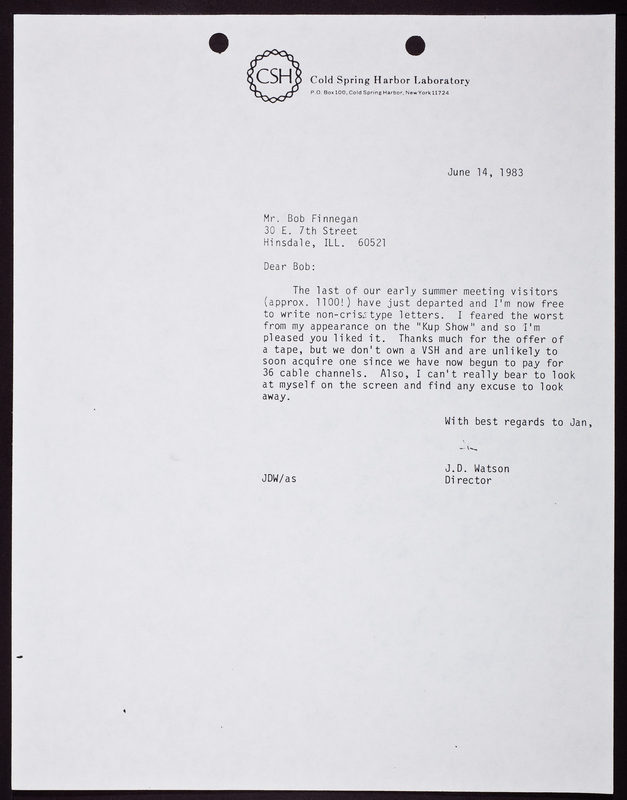 CSH
Cold Spring Harbor Laboratory
P.O. Box 100, Cold Spring Harbor, New York 11724
June 14, 1983
Mr. Bob Finnegan
30 E. 7th Street
Hinsdale, ILL. 60521
Dear Bob:
The last of our early summer meeting visitors
(approx. 1100!) have just departed and I'm now free
to write non-cris type letters. I feared the worst
from my appearance on the "Kup Show" and so I'm
pleased you liked it. Thanks much for the offer of
a tape, but we don't own a VSH and are unlikely to
soon acquire one since we have now begun to pay for
36 cable channels. Also, I can't really bear to look
at myself on the screen and find any excuse to look
away.
With best regards to Jan,
J.D. Watson
JDW/as Director